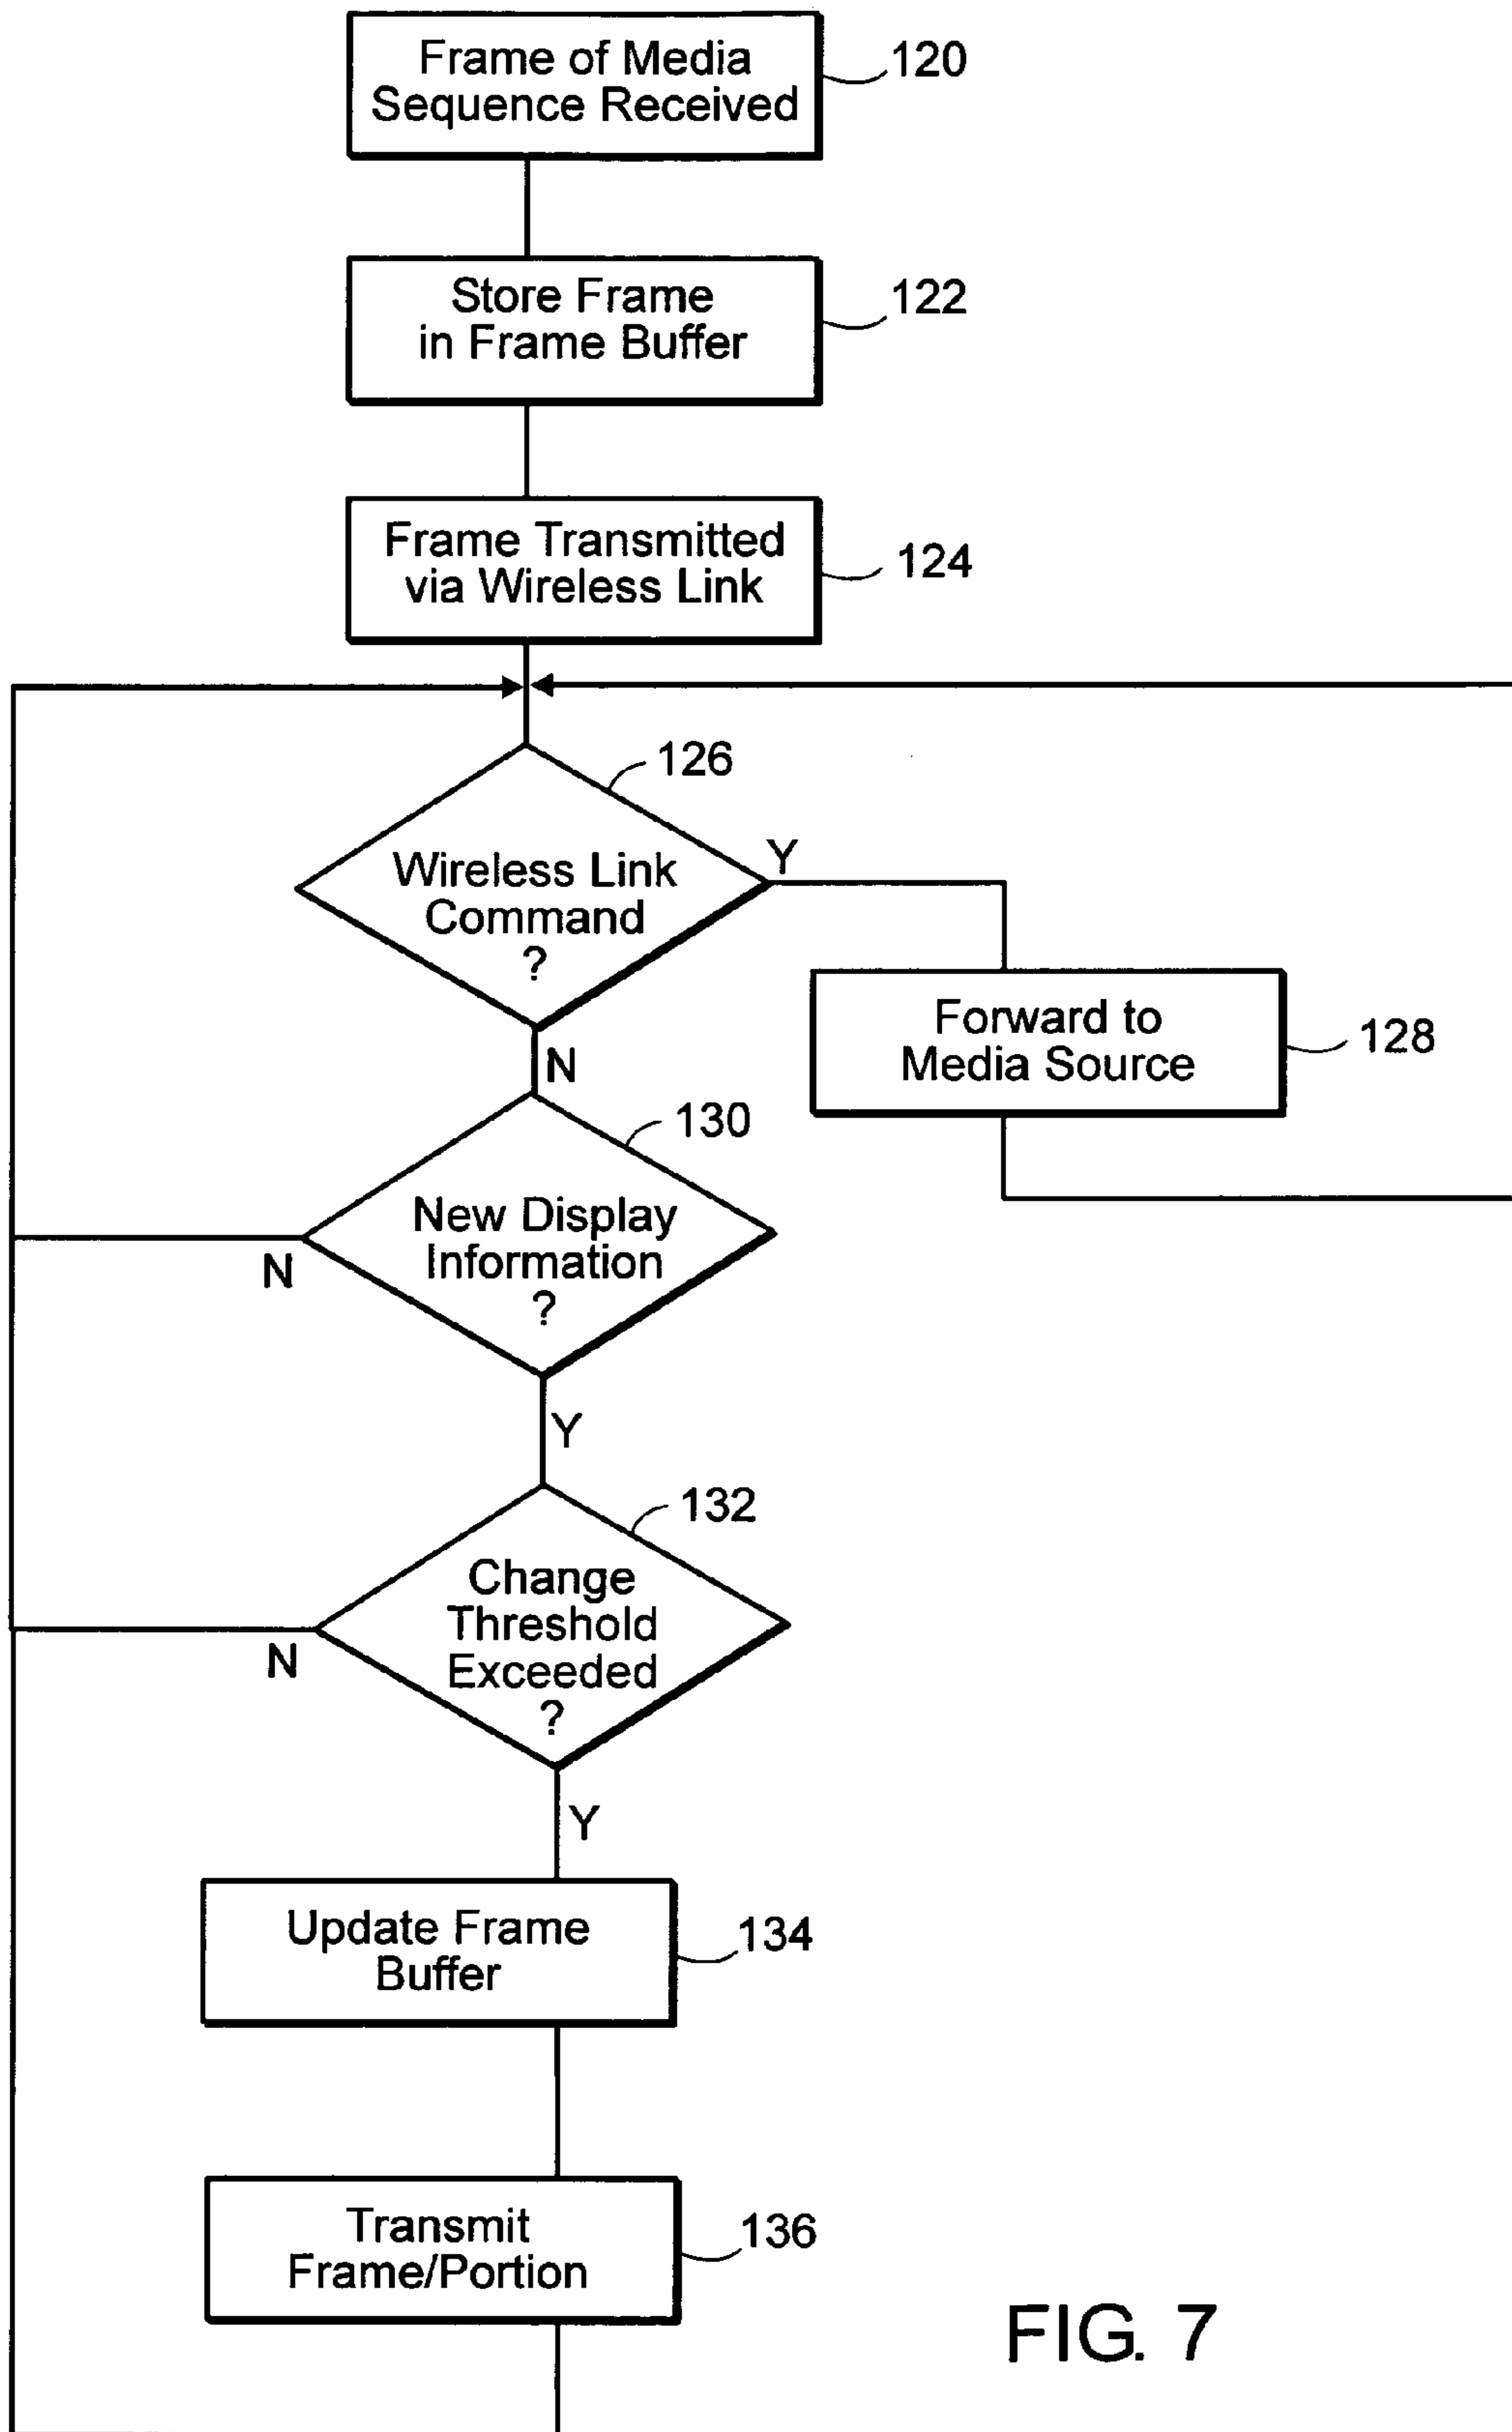 Frame of Media
Sequence Received
120
Store Frame
in Frame Buffer
122
Frame Transmitted
via Wireless Link
124
126
Wireless Link
Command
?
Y
N
Forward to
Media Source
128
130
New Display
Information
?
N
Y
132
Change
Threshold
Exceeded
?
N
Y
Update Frame
Buffer
134
Transmit
Frame/Portion
136
FIG. 7